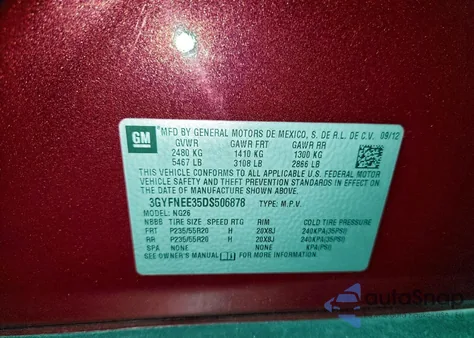 GM
MFD BY GENERAL MOTORS DE MEXICO, S. DE R.L. DE C.V. 09/12
GVWR GAWR FRT GAWR RR
2480 KG 1410 KG 1300 KG
5467 LB 3108 LB 2866 LB
THIS VEHICLE CONFORMS TO ALL APPLICABLE U.S. FEDERAL MOTOR
VEHICLE SAFETY, AND THEFT PREVENTION STANDARDS IN EFFECT ON
THE DATE OF MANUFACTURE SHOWN ABOVE.
3GYFNEE35DS506878 TYPE: M.P.V.
MODEL: NG26
NBBB TIRE SIZE SPEED RTG RIM COLD TIRE PRESSURE
FRT P235/55R20 H 20X8J 240KPA(35PSI)
RR P235/55R20 H 20X8J 240KPA(35PSI)
SPA NONE NONE KPA(PSI)
SEE OWNER'S MANUAL FOR MORE INFORMATION.
autoSnap